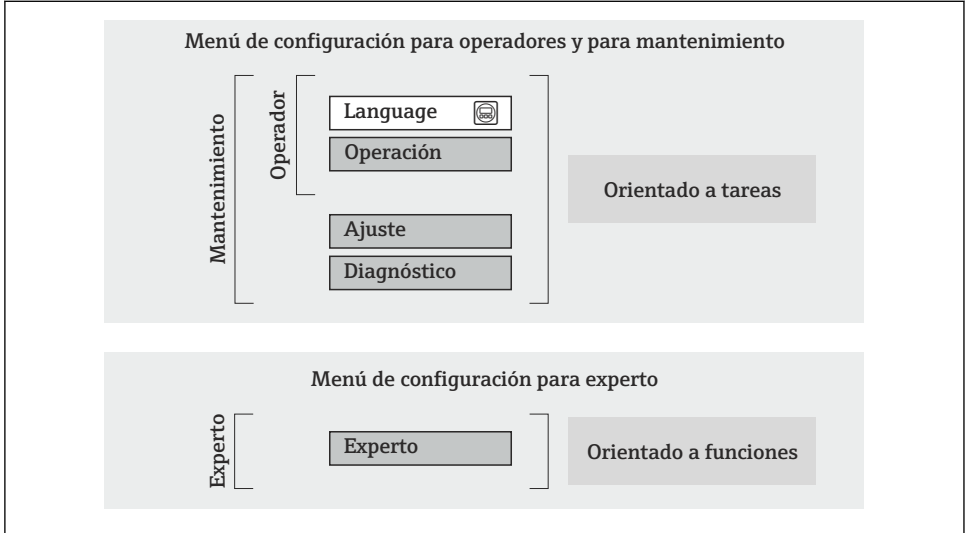 Menú de configuración para operadores y para mantenimiento
Mantenimiento
Operador
Language
Operación
Ajuste
Diagnóstico
Orientado a tareas
Menú de configuración para experto
Experto
Experto
Orientado a funciones